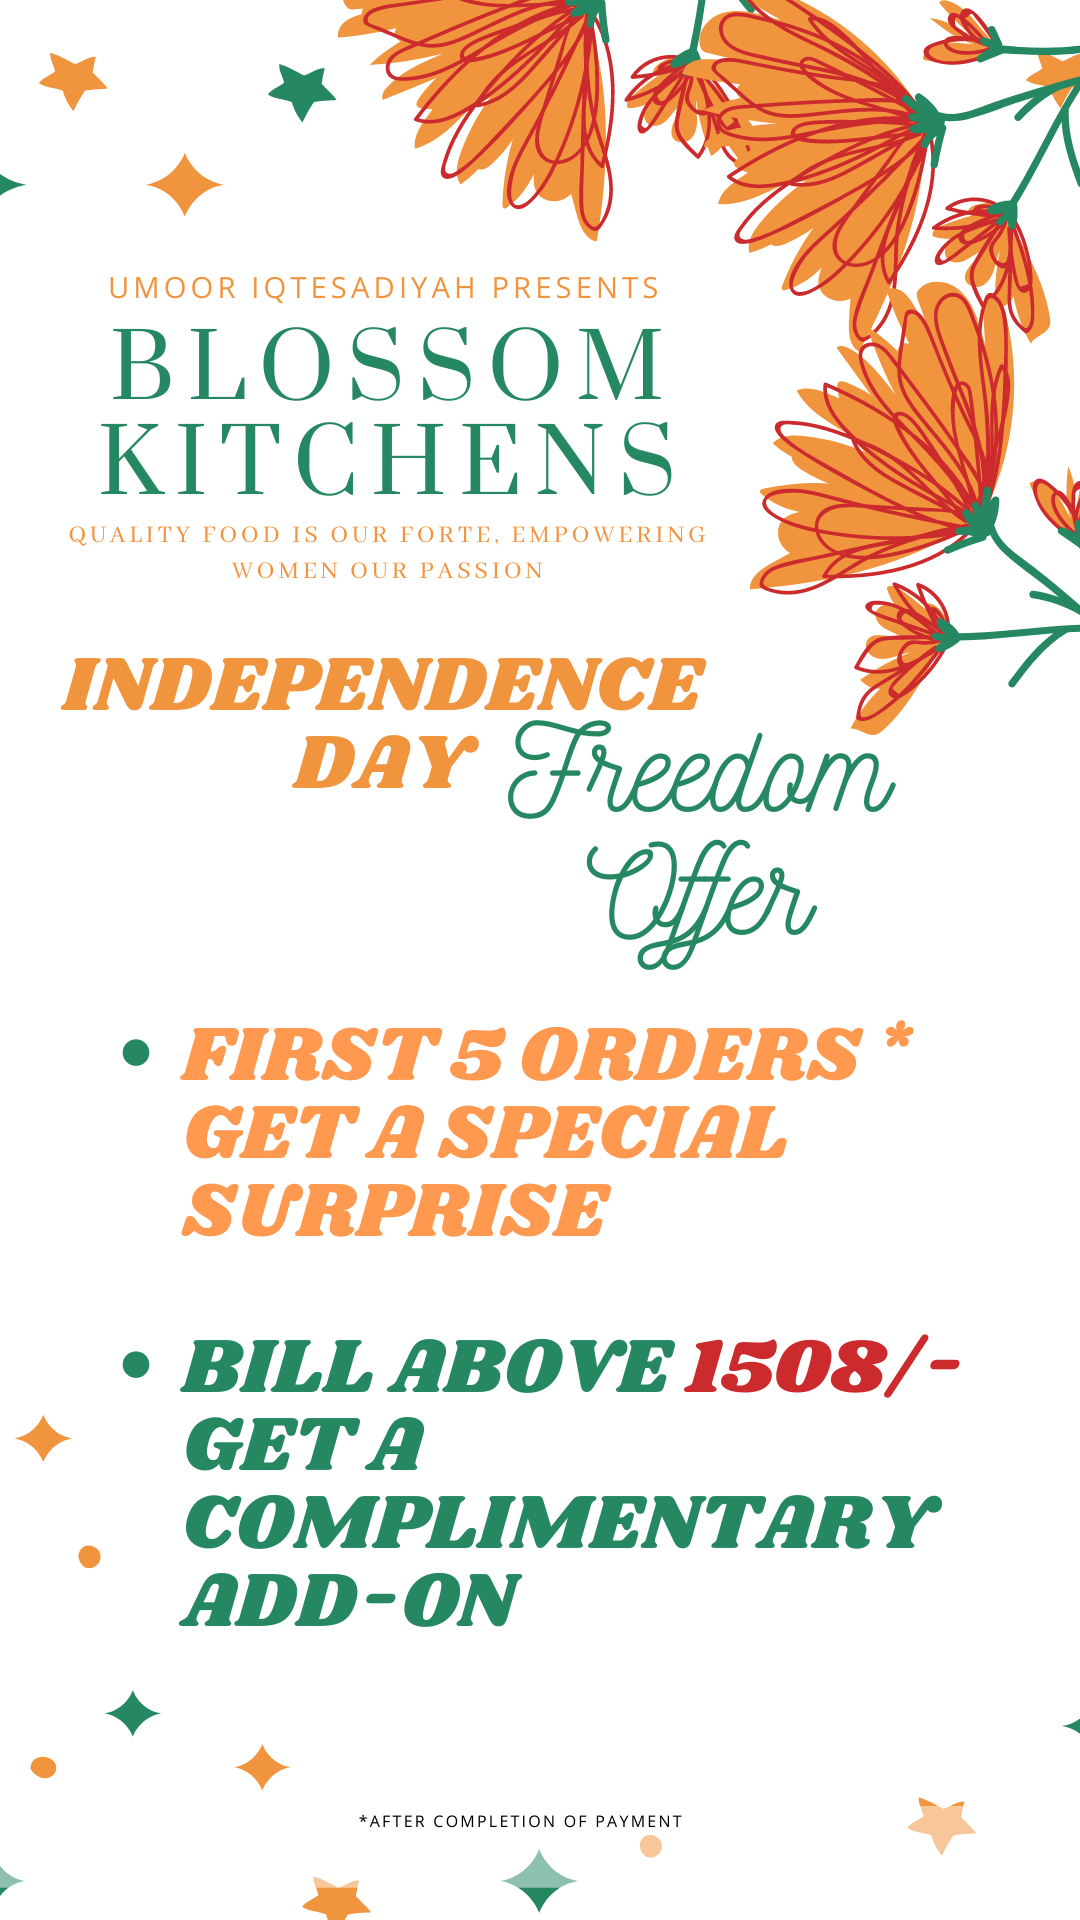 UMOOR IQTESADIYAH PRESENTS
BLOSSOM
KITCHENS
QUALITY FOOD IS OUR FORTE, EMPOWERING
WOMEN OUR PASSION
INDEPENDENCE
DAY Freedom
Offer
• FIRST 5 ORDERS *
GET A SPECIAL
SURPRISE
• BILL ABOVE 1508/-
GET A
COMPLIMENTARY
ADD-ON
*AFTER COMPLETION OF PAYMENT